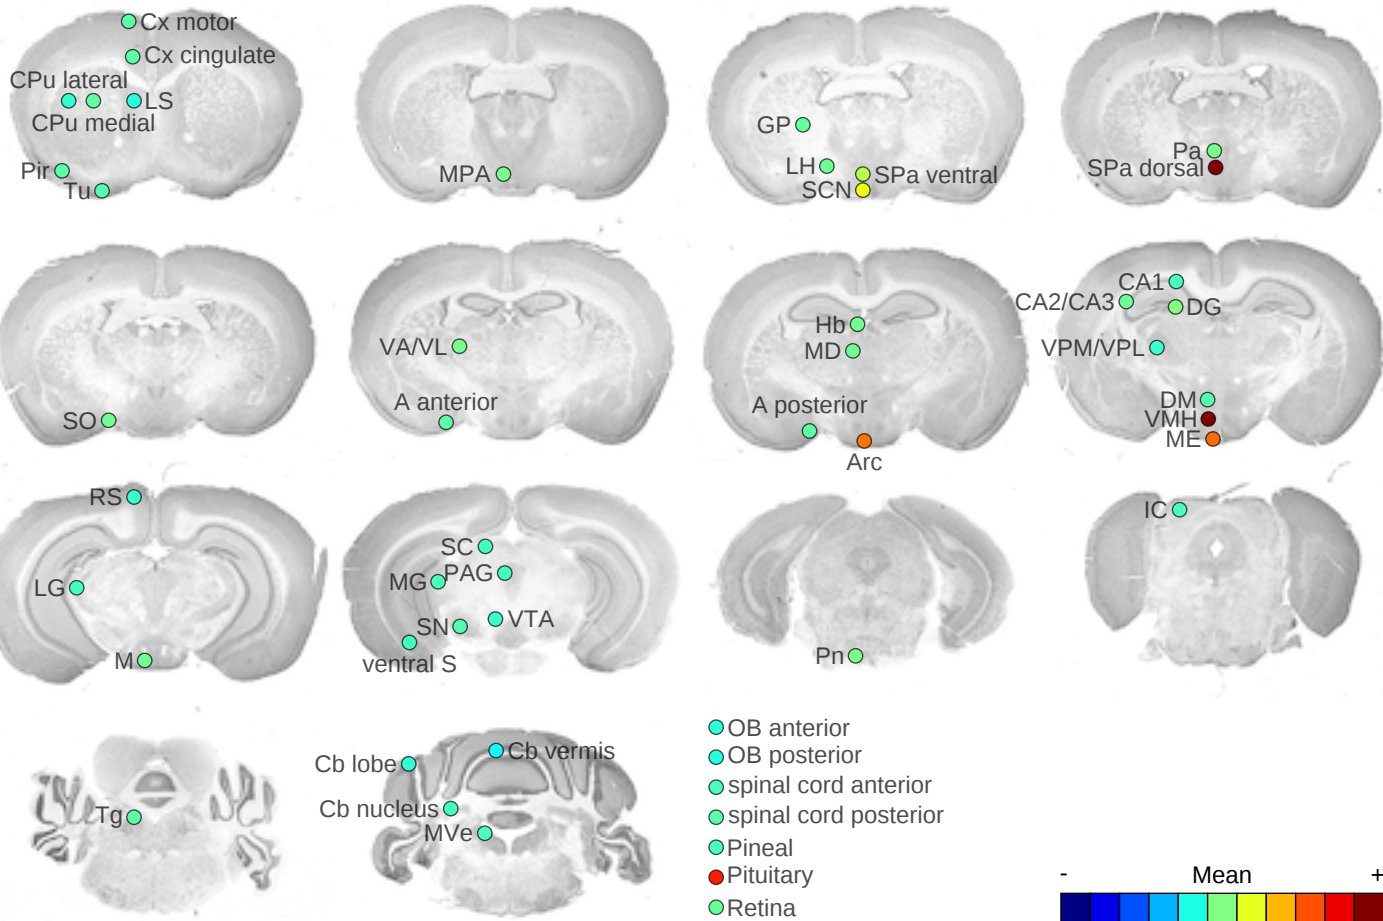 Cx motor
Cx cingulate
CPu lateral
LS
CPu medial
Pir
Tu
MPA
GP
LH
SPa ventral
SCN
Pa
SPa dorsal
SO
VA/VL
A anterior
Hb
MD
A posterior
Arc
CA1
CA2/CA3
DG
VPM/VPL
DM
VMH
ME
RS
LG
M
SC
MG
PAG
SN
VTA
ventral S
Pn
IC
Tg
Cb lobe
Cb vermis
Cb nucleus
MVe
OB anterior
OB posterior
spinal cord anterior
spinal cord posterior
Pineal
Pituitary
Retina
- Mean +